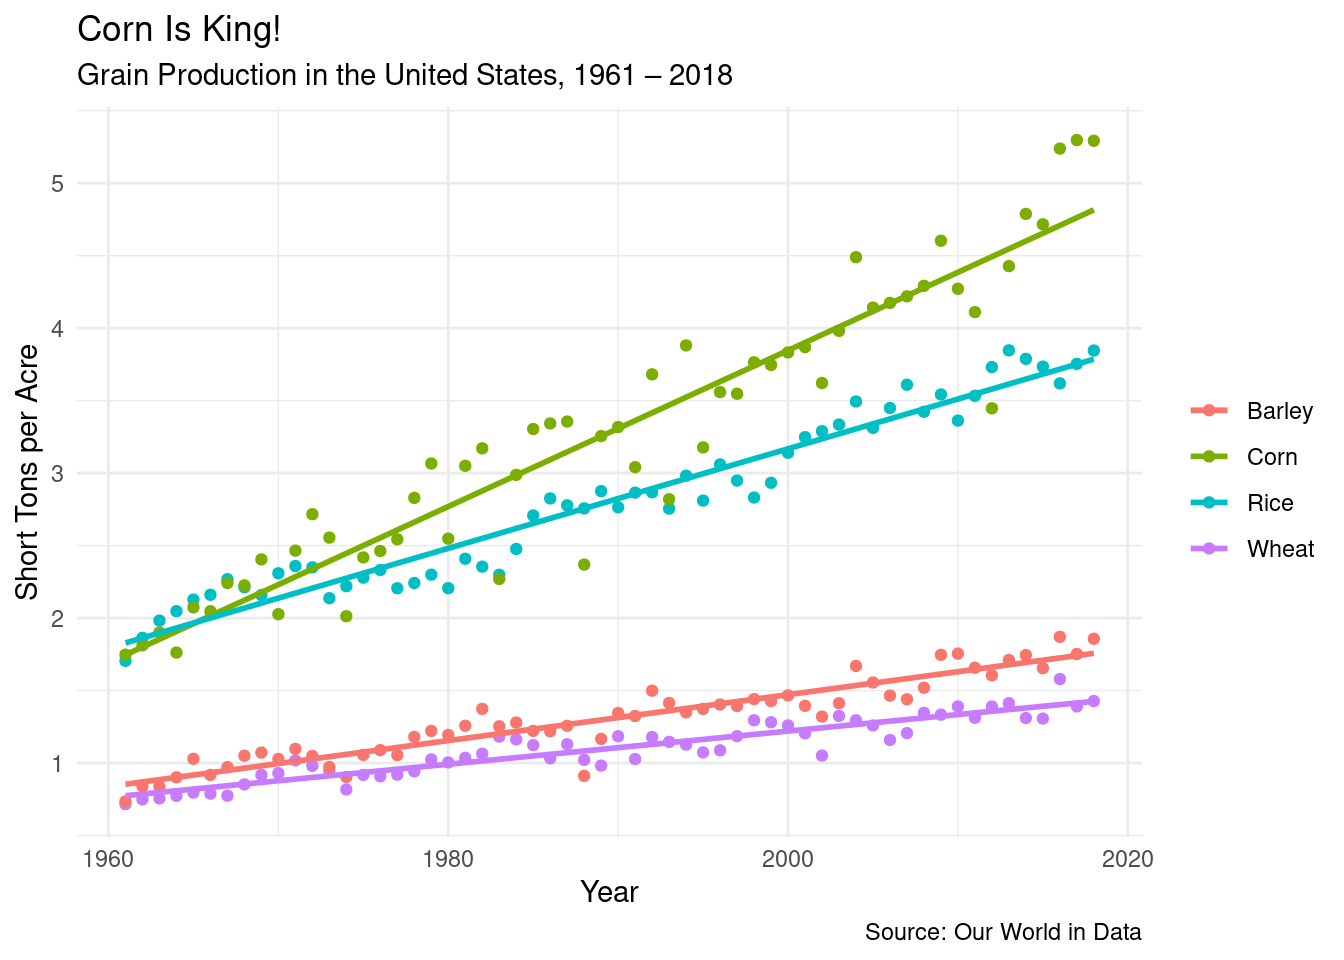 Corn Is King!
Grain Production in the United States, 1961 – 2018
Short Tons per Acre
5
4
3
2
1
1960 1980 2000 2020
Year
Barley
Corn
Rice
Wheat
Source: Our World in Data